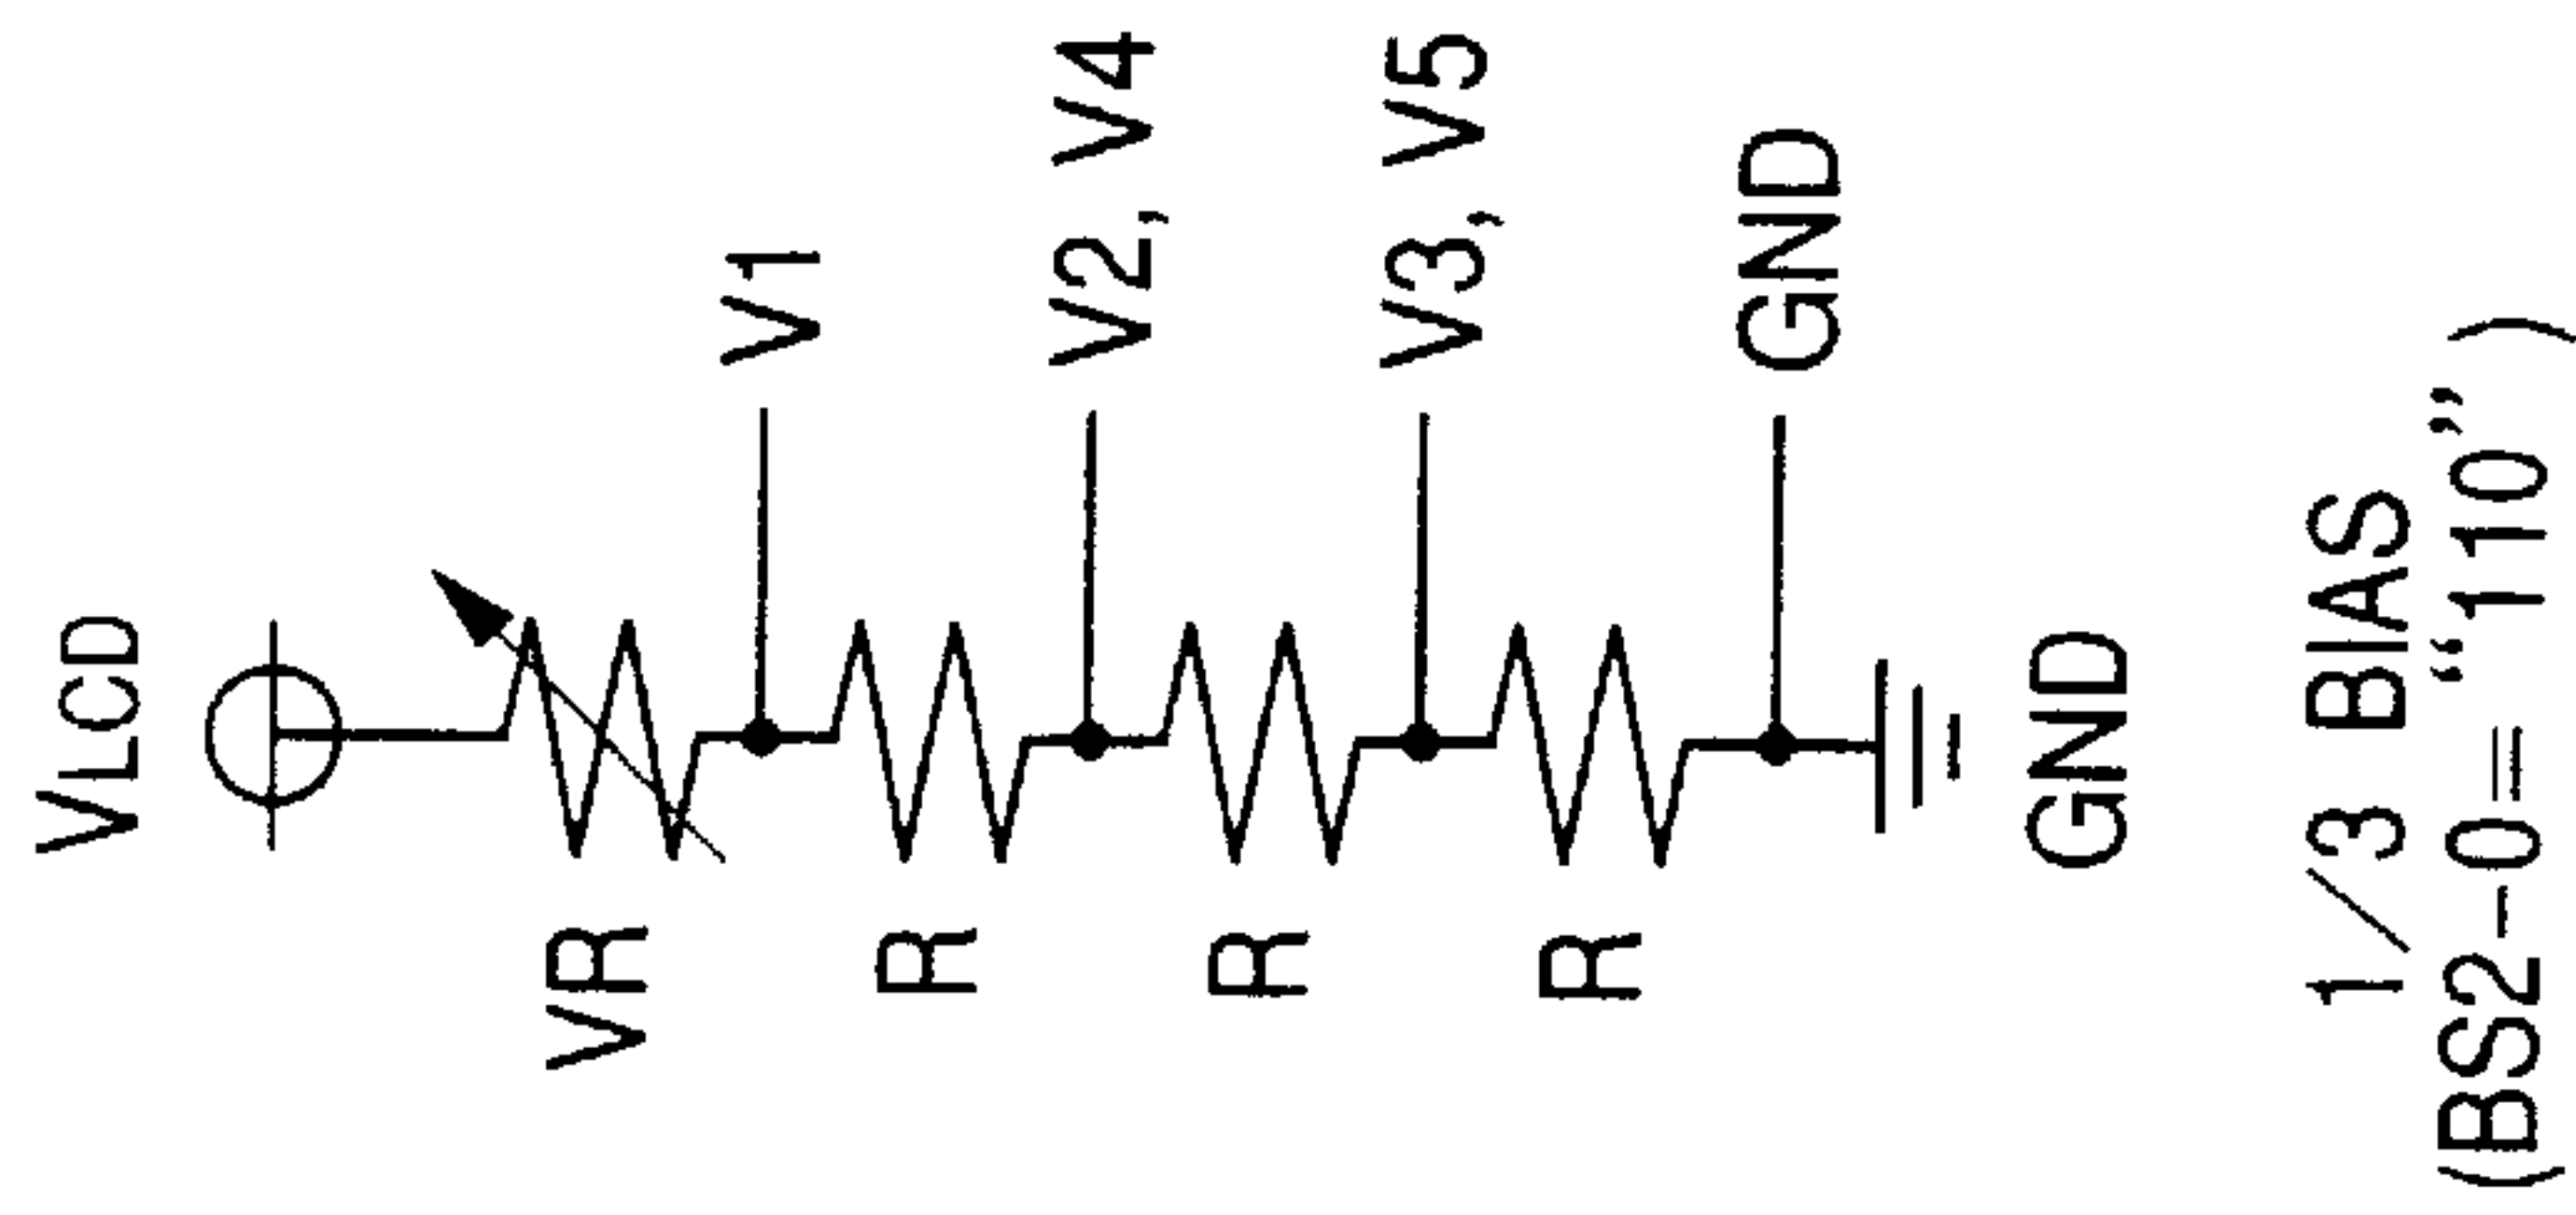 VLCD
VR
V1
R
V2, V4
R
V3, V5
R
GND
GND
1/3 BIAS
(BS2-0= “110”)